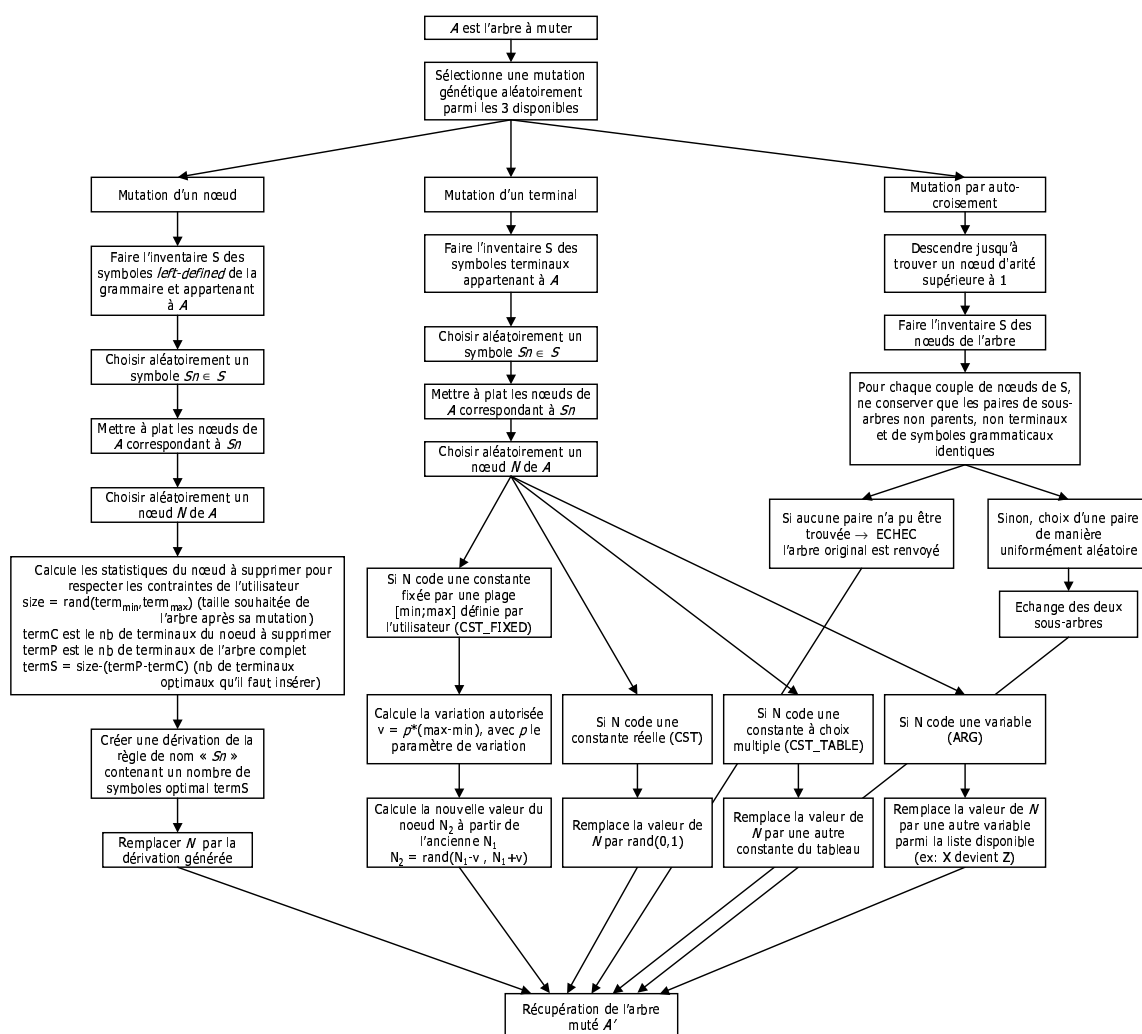 A est l'arbre à muter
Sélectionne une mutation
génétique aléatoirement
parmi les 3 disponibles
Mutation d'un nœud
Faire l'inventaire S des
symboles left-defined de la
grammaire et appartenant
à A
Choisir aléatoirement un
symbole Sn ∈ S
Mettre à plat les nœuds de
A correspondant à Sn
Choisir aléatoirement un
nœud N de A
Calcule les statistiques du nœud à supprimer pour
respecter les contraintes de l'utilisateur
size = rand(term_min,term_max) (taille souhaitée de
l'arbre après sa mutation)
termC est le nb de terminaux du noeud à supprimer
termP est le nb de terminaux de l'arbre complet
termS = size-(termP-termC) (nb de terminaux
optimaux qu'il faut insérer)
Créer une dérivation de la
règle de nom « Sn »
contenant un nombre de
symboles optimal termS
Remplacer N par la
dérivation générée
Mutation d'un terminal
Faire l'inventaire S des
symboles terminaux
appartenant à A
Choisir aléatoirement un
symbole Sn ∈ S
Mettre à plat les nœuds de
A correspondant à Sn
Choisir aléatoirement un
nœud N de A
Si N code une constante
fixée par une plage
[min;max] définie par
l'utilisateur (CST_FIXED)
Calcule la variation autorisée
v = p*(max-min), avec p le
paramètre de variation
Calcule la nouvelle valeur du
noeud N₂ à partir de
l'ancienne N₁
N₂ = rand(N₁-v , N₁+v)
Si N code une
constante réelle (CST)
Remplace la valeur de
N par rand(0,1)
Si N code une
constante à choix
multiple (CST_TABLE)
Remplace la valeur de
N par une autre
constante du tableau
Si N code une variable
(ARG)
Remplace la valeur de N
par une autre variable
parmi la liste disponible
(ex: X devient Z)
Mutation par auto-
croisement
Descendre jusqu'à
trouver un nœud d'arité
supérieure à 1
Faire l'inventaire S des
nœuds de l'arbre
Pour chaque couple de nœuds de S,
ne conserver que les paires de sous-
arbres non parents, non terminaux
et de symboles grammaticaux
identiques
Si aucune paire n'a pu être
trouvée → ECHEC
l'arbre original est renvoyé
Sinon, choix d'une paire
de manière
uniformément aléatoire
Echange des deux
sous-arbres
Récupération de l'arbre
muté A'